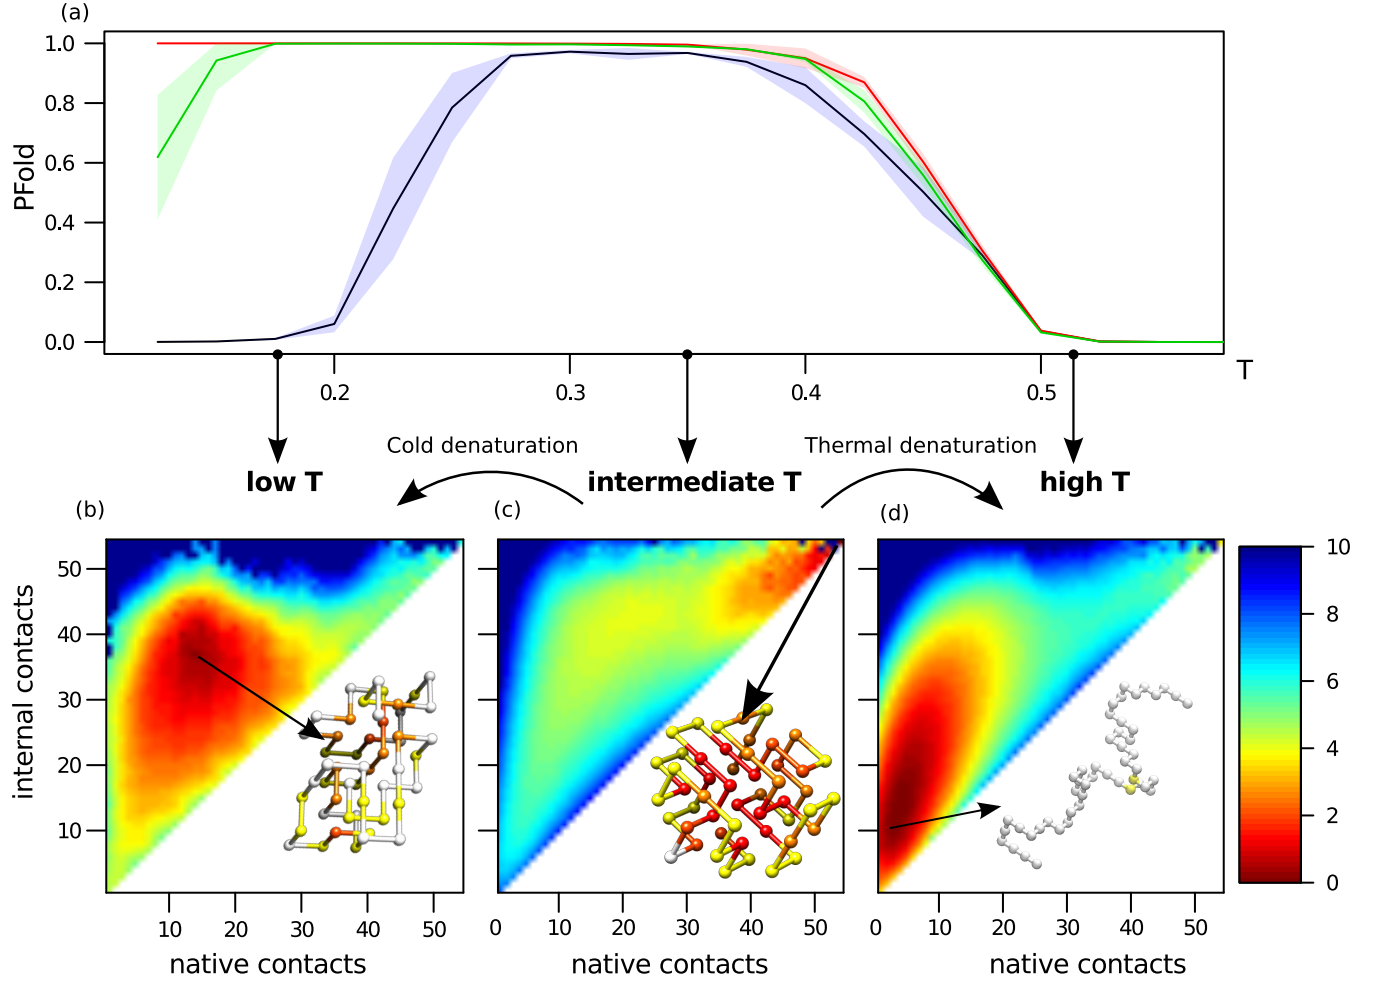 (a)
1.0
0.8
0.6
0.4
0.2
0.0
PFold
0.2 0.3 0.4 0.5
T
Cold denaturation Thermal denaturation
low T intermediate T high T
(b) (c) (d)
internal contacts
50
40
30
20
10
10 20 30 40 50
native contacts
0 10 20 30 40 50
native contacts
0 10 20 30 40 50
native contacts
10
8
6
4
2
0